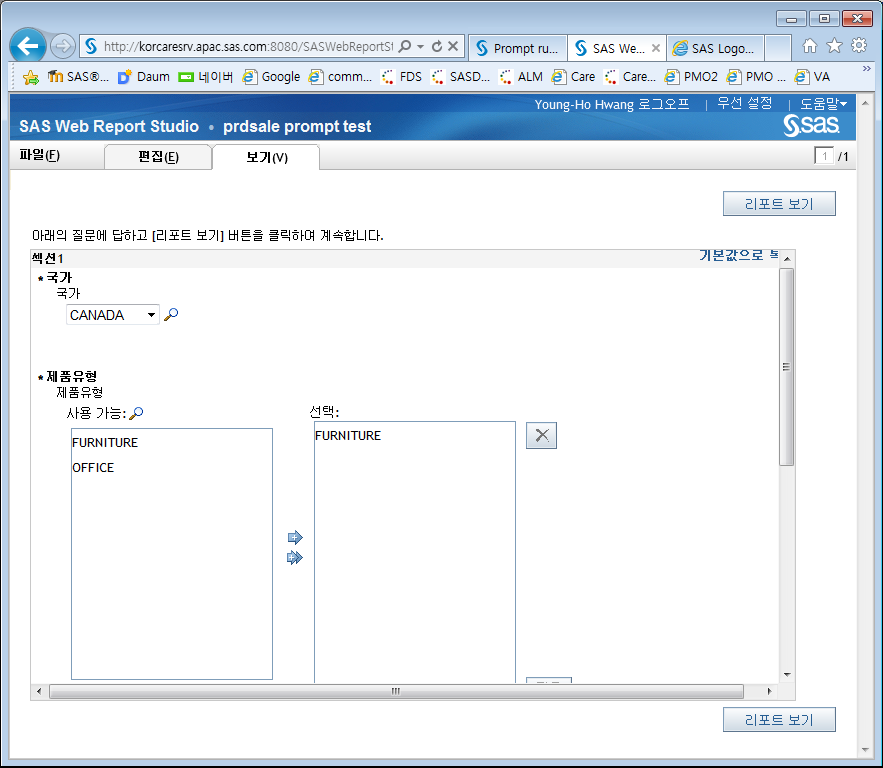 http://korcaresrv.apac.sas.com:8080/SASWebReportSt
Prompt ru...
SAS We...
SAS Logo...
SAS®...
Daum
네이버
Google
comm...
FDS
SASD...
ALM
Care
Care...
PMO2
PMO ...
VA
Young-Ho Hwang 로그오프 | 우선 설정 | 도움말
SAS Web Report Studio • prdsale prompt test
sas
파일(F)
편집(E)
보기(V)
1 /1
리포트 보기
아래의 질문에 답하고 [리포트 보기] 버튼을 클릭하여 계속합니다.
섹션1
기본값으로
* 국가
국가
CANADA
* 제품유형
제품유형
사용 가능:
선택:
FURNITURE
OFFICE
FURNITURE
리포트 보기